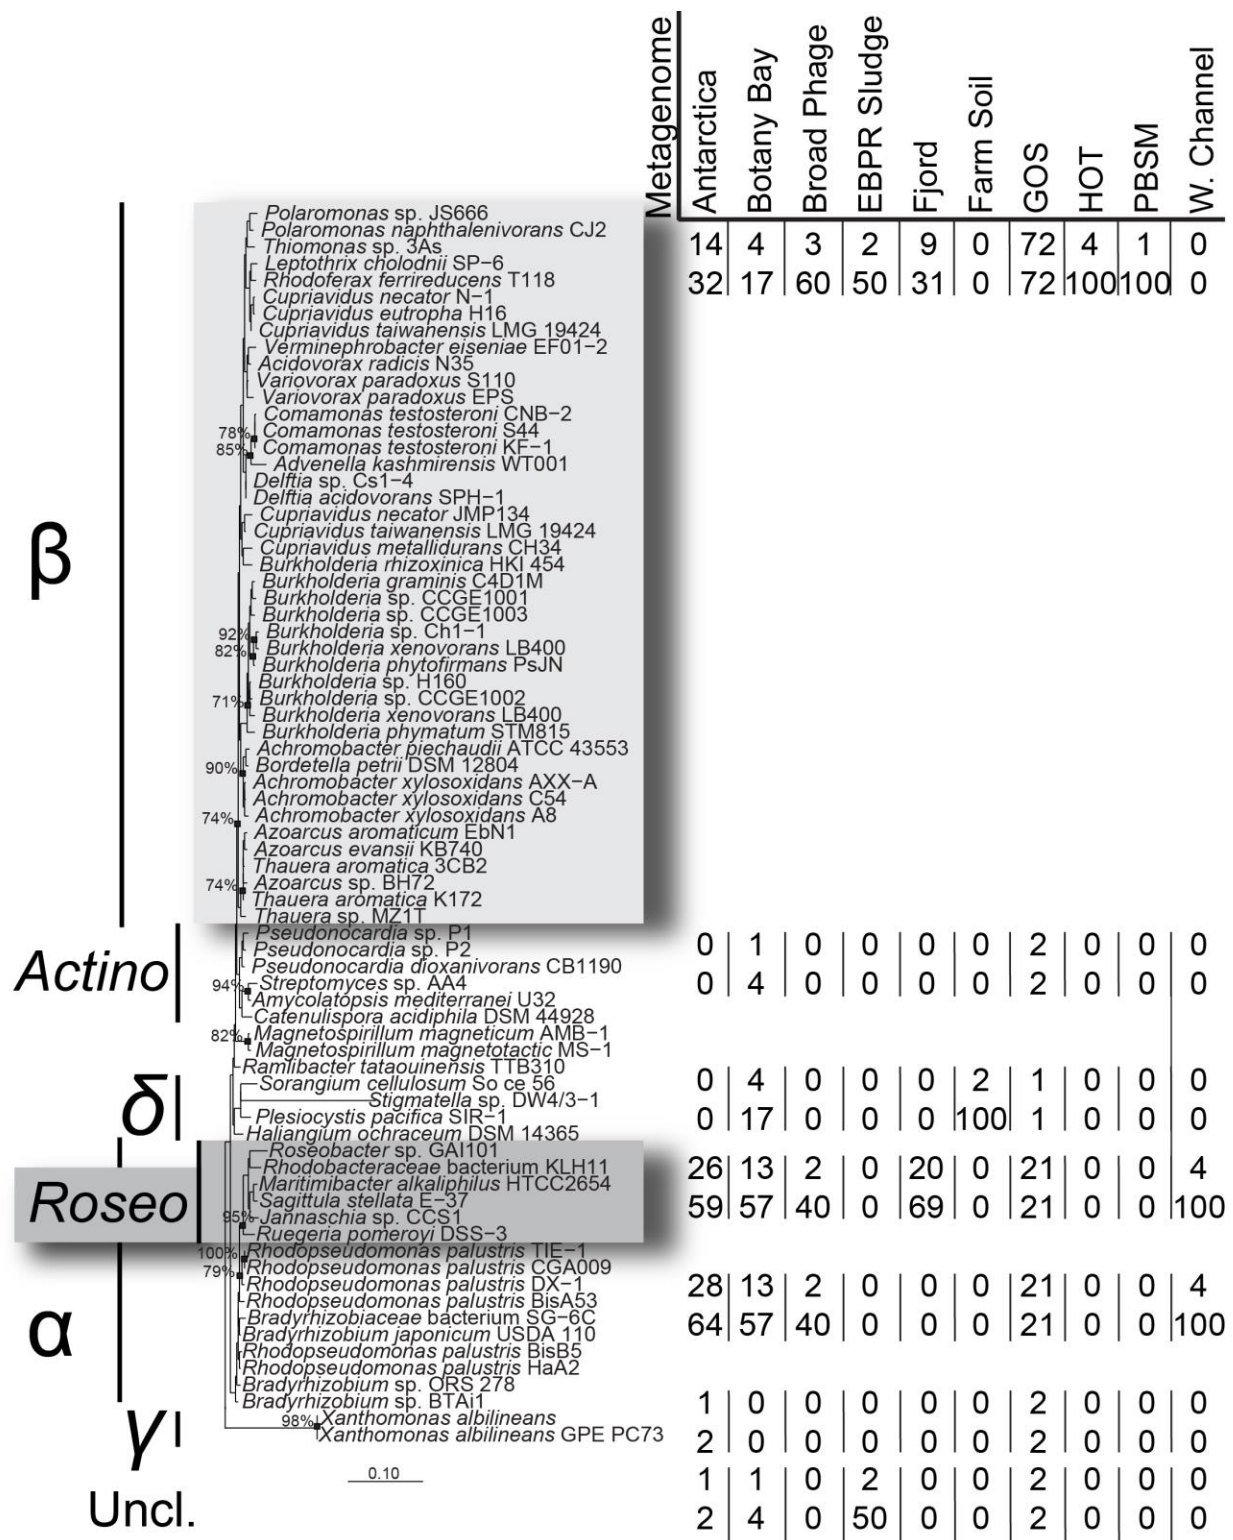 Metagenome
Antarctica
Botany Bay
Broad Phage
EBPR Sludge
Fjord
Farm Soil
GOS
HOT
PBSM
W. Channel
β
Polaromonas sp. JS666
Polaromonas naphthalenivorans CJ2
Thiomonas sp. 3As
14 4 3 2 9 0 72 4 1 0
Leptothrix cholodnii SP-6
Rhodoferax ferrireducens T118
32 17 60 50 31 0 72 100 100 0
Cupriavidus necator N-1
Cupriavidus eutropha H16
Cupriavidus taiwanensis LMG 19424
Verminephrobacter eiseniae EF01-2
Acidovorax radicis N35
Variovorax paradoxus S110
Variovorax paradoxus EPS
Comamonas testosteroni CNB-2
78% Comamonas testosteroni S44
85% Comamonas testosteroni KF-1
Advenella kashmirensis WT001
Delftia sp. Cs1-4
Delftia acidovorans SPH-1
Cupriavidus necator JMP134
Cupriavidus taiwanensis LMG 19424
Cupriavidus metallidurans CH34
Burkholderia rhizoxinica HKI 454
Burkholderia graminis C4D1M
Burkholderia sp. CCGE1001
Burkholderia sp. CCGE1003
92% Burkholderia sp. Ch1-1
82% Burkholderia xenovorans LB400
Burkholderia phytofirmans PsJN
Burkholderia sp. H160
71% Burkholderia sp. CCGE1002
Burkholderia xenovorans LB400
Burkholderia phymatum STM815
Achromobacter piechaudii ATCC 43553
90% Bordetella petrii DSM 12804
Achromobacter xylosoxidans AXX-A
Achromobacter xylosoxidans C54
74% Achromobacter xylosoxidans A8
Azoarcus aromaticum EbN1
Azoarcus evansii KB740
Thauera aromatica 3CB2
74% Azoarcus sp. BH72
Thauera aromatica K172
Thauera sp. MZ1T
Actino
Pseudonocardia sp. P1
Pseudonocardia sp. P2
0 1 0 0 0 0 2 0 0 0
Pseudonocardia dioxanivorans CB1190
94% Streptomyces sp. AA4
0 4 0 0 0 0 2 0 0 0
Amycolatopsis mediterranei U32
Catenulispora acidiphila DSM 44928
82% Magnetospirillum magneticum AMB-1
Magnetospirillum magnetotactic MS-1
Ramlibacter tataouinensis TTB310
δ
Sorangium cellulosum So ce 56
0 4 0 0 0 2 1 0 0 0
Stigmatella sp. DW4/3-1
Plesiocystis pacifica SIR-1
0 17 0 0 0 100 1 0 0 0
Haliangium ochraceum DSM 14365
Roseo
Roseobacter sp. GAI101
Rhodobacteraceae bacterium KLH11
26 13 2 0 20 0 21 0 0 4
Maritimibacter alkaliphilus HTCC2654
Sagittula stellata E-37
59 57 40 0 69 0 21 0 0 100
95% Jannaschia sp. CCS1
Ruegeria pomeroyi DSS-3
α
100% Rhodopseudomonas palustris TIE-1
79% Rhodopseudomonas palustris CGA009
Rhodopseudomonas palustris DX-1
28 13 2 0 0 0 21 0 0 4
Rhodopseudomonas palustris BisA53
Bradyrhizobiaceae bacterium SG-6C
64 57 40 0 0 0 21 0 0 100
Bradyrhizobium japonicum USDA 110
Rhodopseudomonas palustris BisB5
Rhodopseudomonas palustris HaA2
Bradyrhizobium sp. ORS 278
Bradyrhizobium sp. BTAi1
1 0 0 0 0 0 2 0 0 0
γ
98% Xanthomonas albilineans
Xanthomonas albilineans GPE PC73
2 0 0 0 0 0 2 0 0 0
0.10
Uncl.
1 1 0 2 0 0 2 0 0 0
2 4 0 50 0 0 2 0 0 0